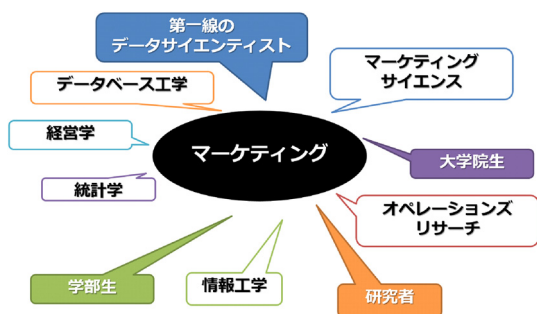 第一線の
データサイエンティスト
マーケティング
サイエンス
データベース工学
経営学
マーケティング
大学院生
統計学
オペレーションズ
リサーチ
学部生
情報工学
研究者